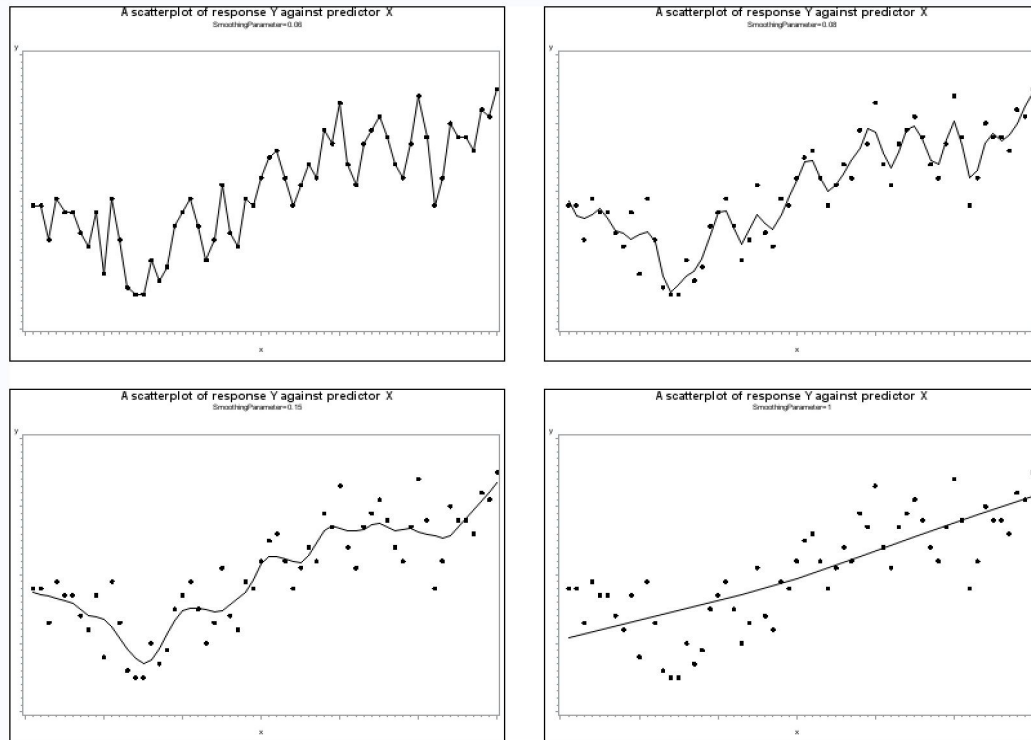 A scatterplot of response Y against predictor X
SmoothingParameter=0.06
y
x
A scatterplot of response Y against predictor X
SmoothingParameter=0.08
y
x
A scatterplot of response Y against predictor X
SmoothingParameter=0.15
y
x
A scatterplot of response Y against predictor X
SmoothingParameter=1
y
x